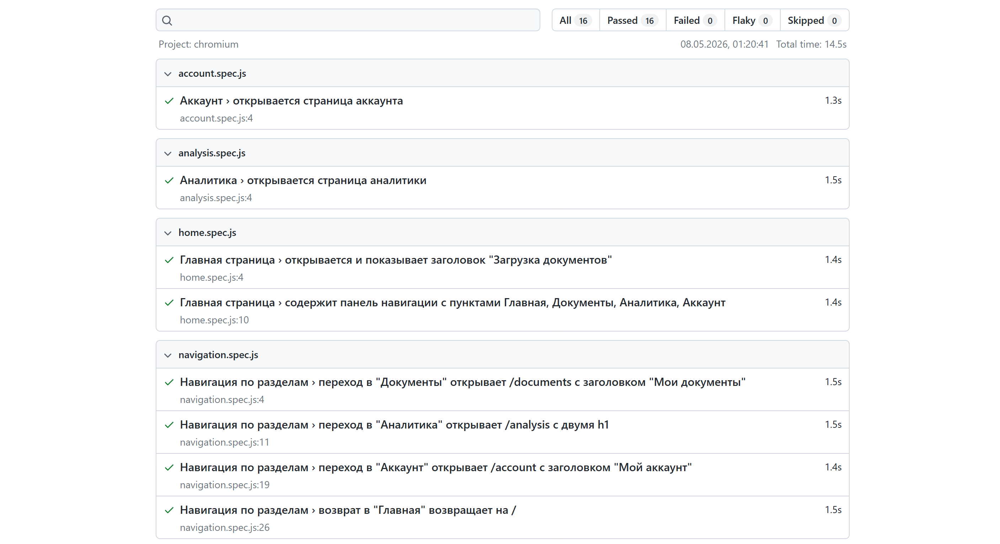 All 16 Passed 16 Failed 0 Flaky 0 Skipped 0
Project: chromium 08.05.2026, 01:20:41 Total time: 14.5s
account.spec.js
Аккаунт › открывается страница аккаунта 1.3s
account.spec.js:4
analysis.spec.js
Аналитика › открывается страница аналитики 1.5s
analysis.spec.js:4
home.spec.js
Главная страница › открывается и показывает заголовок "Загрузка документов" 1.4s
home.spec.js:4
Главная страница › содержит панель навигации с пунктами Главная, Документы, Аналитика, Аккаунт 1.4s
home.spec.js:10
navigation.spec.js
Навигация по разделам › переход в "Документы" открывает /documents с заголовком "Мои документы" 1.5s
navigation.spec.js:4
Навигация по разделам › переход в "Аналитика" открывает /analysis с двумя h1 1.5s
navigation.spec.js:11
Навигация по разделам › переход в "Аккаунт" открывает /account с заголовком "Мой аккаунт" 1.4s
navigation.spec.js:19
Навигация по разделам › возврат в "Главная" возвращает на / 1.5s
navigation.spec.js:26